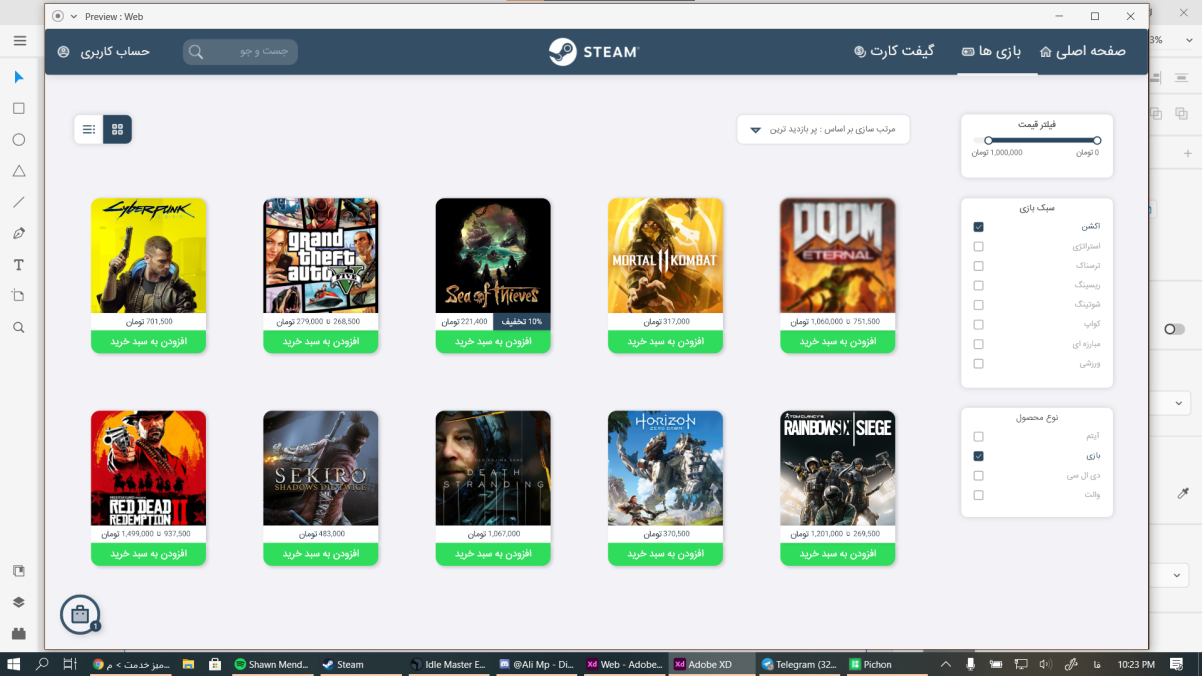 Preview : Web
3%
صفحه اصلی
بازی ها
گیفت کارت
STEAM
جست و جو
حساب کاربری
فیلتر قیمت
0 تومان
1,000,000 تومان
مرتب سازی بر اساس : پر بازدید ترین
سبک بازی
اکشن
استراتژی
ترسناک
ریسینگ
شوتینگ
کواپ
مبارزه ای
ورزشی
نوع محصول
آیتم
بازی
دی ال سی
والت
DOOM
ETERNAL
751,500 تا 1,060,000 تومان
افزودن به سبد خرید
MORTAL KOMBAT 11
317,000 تومان
افزودن به سبد خرید
Sea of Thieves
10% تخفیف
221,400 تومان
افزودن به سبد خرید
grand
theft
auto V
FIVE
268,500 تا 279,000 تومان
افزودن به سبد خرید
Cyberpunk
701,500 تومان
افزودن به سبد خرید
TOM CLANCY'S
RAINBOW SIX SIEGE
269,500 تا 1,201,000 تومان
افزودن به سبد خرید
HORIZON
ZERO DAWN
370,500 تومان
افزودن به سبد خرید
DEATH
STRANDING
1,067,000 تومان
افزودن به سبد خرید
SEKIRO
SHADOWS DIE TWICE
483,000 تومان
افزودن به سبد خرید
RED DEAD
REDEMPTION II
937,500 تا 1,499,000 تومان
افزودن به سبد خرید
1
میز خدمت > م...
Shawn Mend...
Steam
Idle Master E...
@Ali Mp - Di...
Xd Web - Adobe...
Xd Adobe XD
Telegram (32...
Pichon
فا
10:23 PM